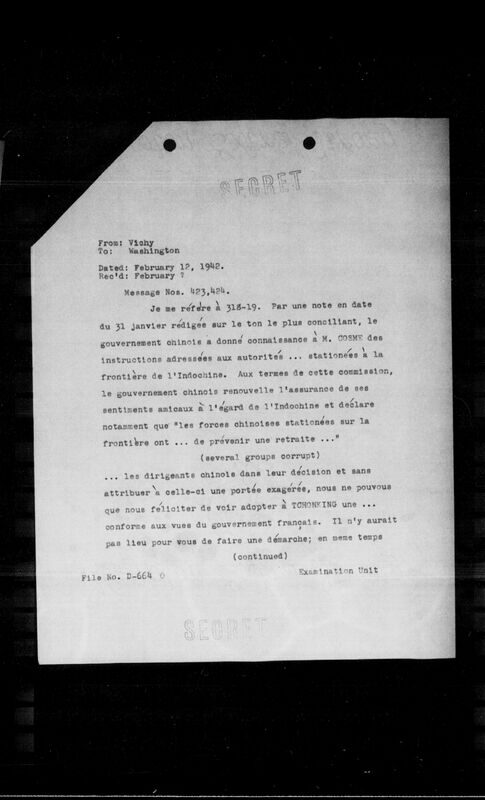 SECRET
From: Vichy
To: Washington
Dated: February 12, 1942.
Rec'd: February ?
Message Nos. 423,424.
Je me réfère à 318-19. Par une note en date
du 31 janvier rédigée sur le ton le plus conciliant, le
gouvernement chinois a donné connaissance à M. COSME des
instructions adressées aux autorités ... stationées à la
frontière de l'Indochine. Aux termes de cette commission,
le gouvernement chinois renouvelle l'assurance de ses
sentiments amicaux à l'égard de l'Indochine et déclare
notamment que "les forces chinoises stationées sur la
frontière ont ... de prévenir une retraite ..."
(several groups corrupt)
... les dirigeants chinois dans leur décision et sans
attribuer à celle-ci une portée exagérée, nous ne pouvous
que nous féliciter de voir adopter à TCHONKING une ...
conforme aux vues du gouvernement français. Il n'y aurait
pas lieu pour vous de faire une démarche; en meme temps
(continued)
File No. D-664 0
Examination Unit
SECRET